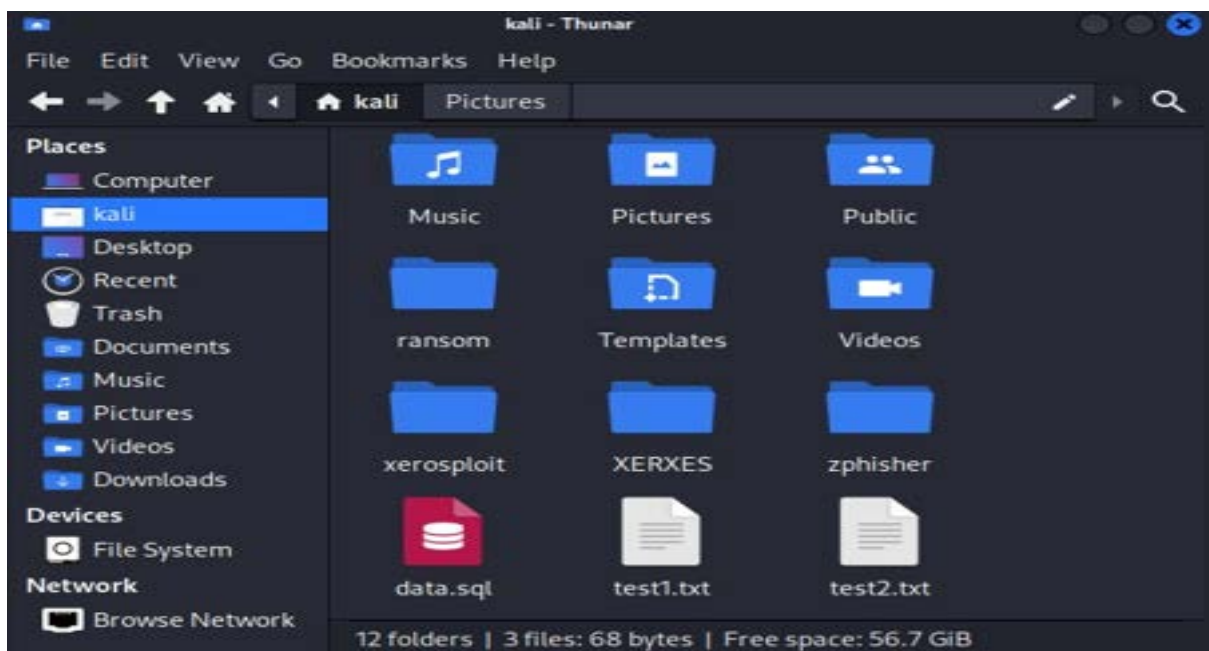 kali - Thunar
File Edit View Go Bookmarks Help
kali Pictures
Places
Computer
kali
Desktop
Recent
Trash
Documents
Music
Pictures
Videos
Downloads
Devices
File System
Network
Browse Network
Music Pictures Public
ransom Templates Videos
xerosploit XERXES zphisher
data.sql test1.txt test2.txt
12 folders | 3 files: 68 bytes | Free space: 56.7 GiB